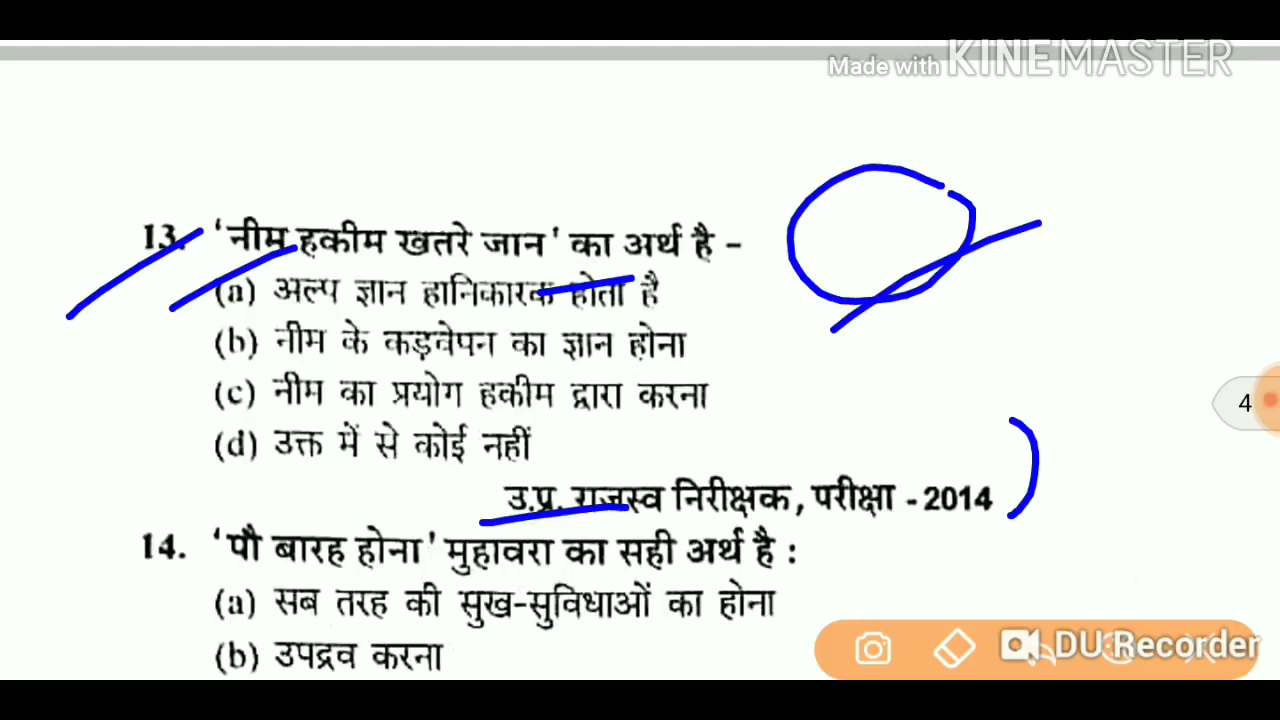 Made with KINEMASTER
13. 'नीम हकीम खतरे जान' का अर्थ है -
(a) अल्प ज्ञान हानिकारक होता है
(b) नीम के कड़वेपन का ज्ञान होना
(c) नीम का प्रयोग हकीम द्वारा करना
4
(d) उक्त में से कोई नहीं
उ.प्र. राजस्व निरीक्षक, परीक्षा - 2014
14. 'पौ बारह होना' मुहावरा का सही अर्थ है :
(a) सब तरह की सुख-सुविधाओं का होना
(b) उपद्रव करना
DU Recorder